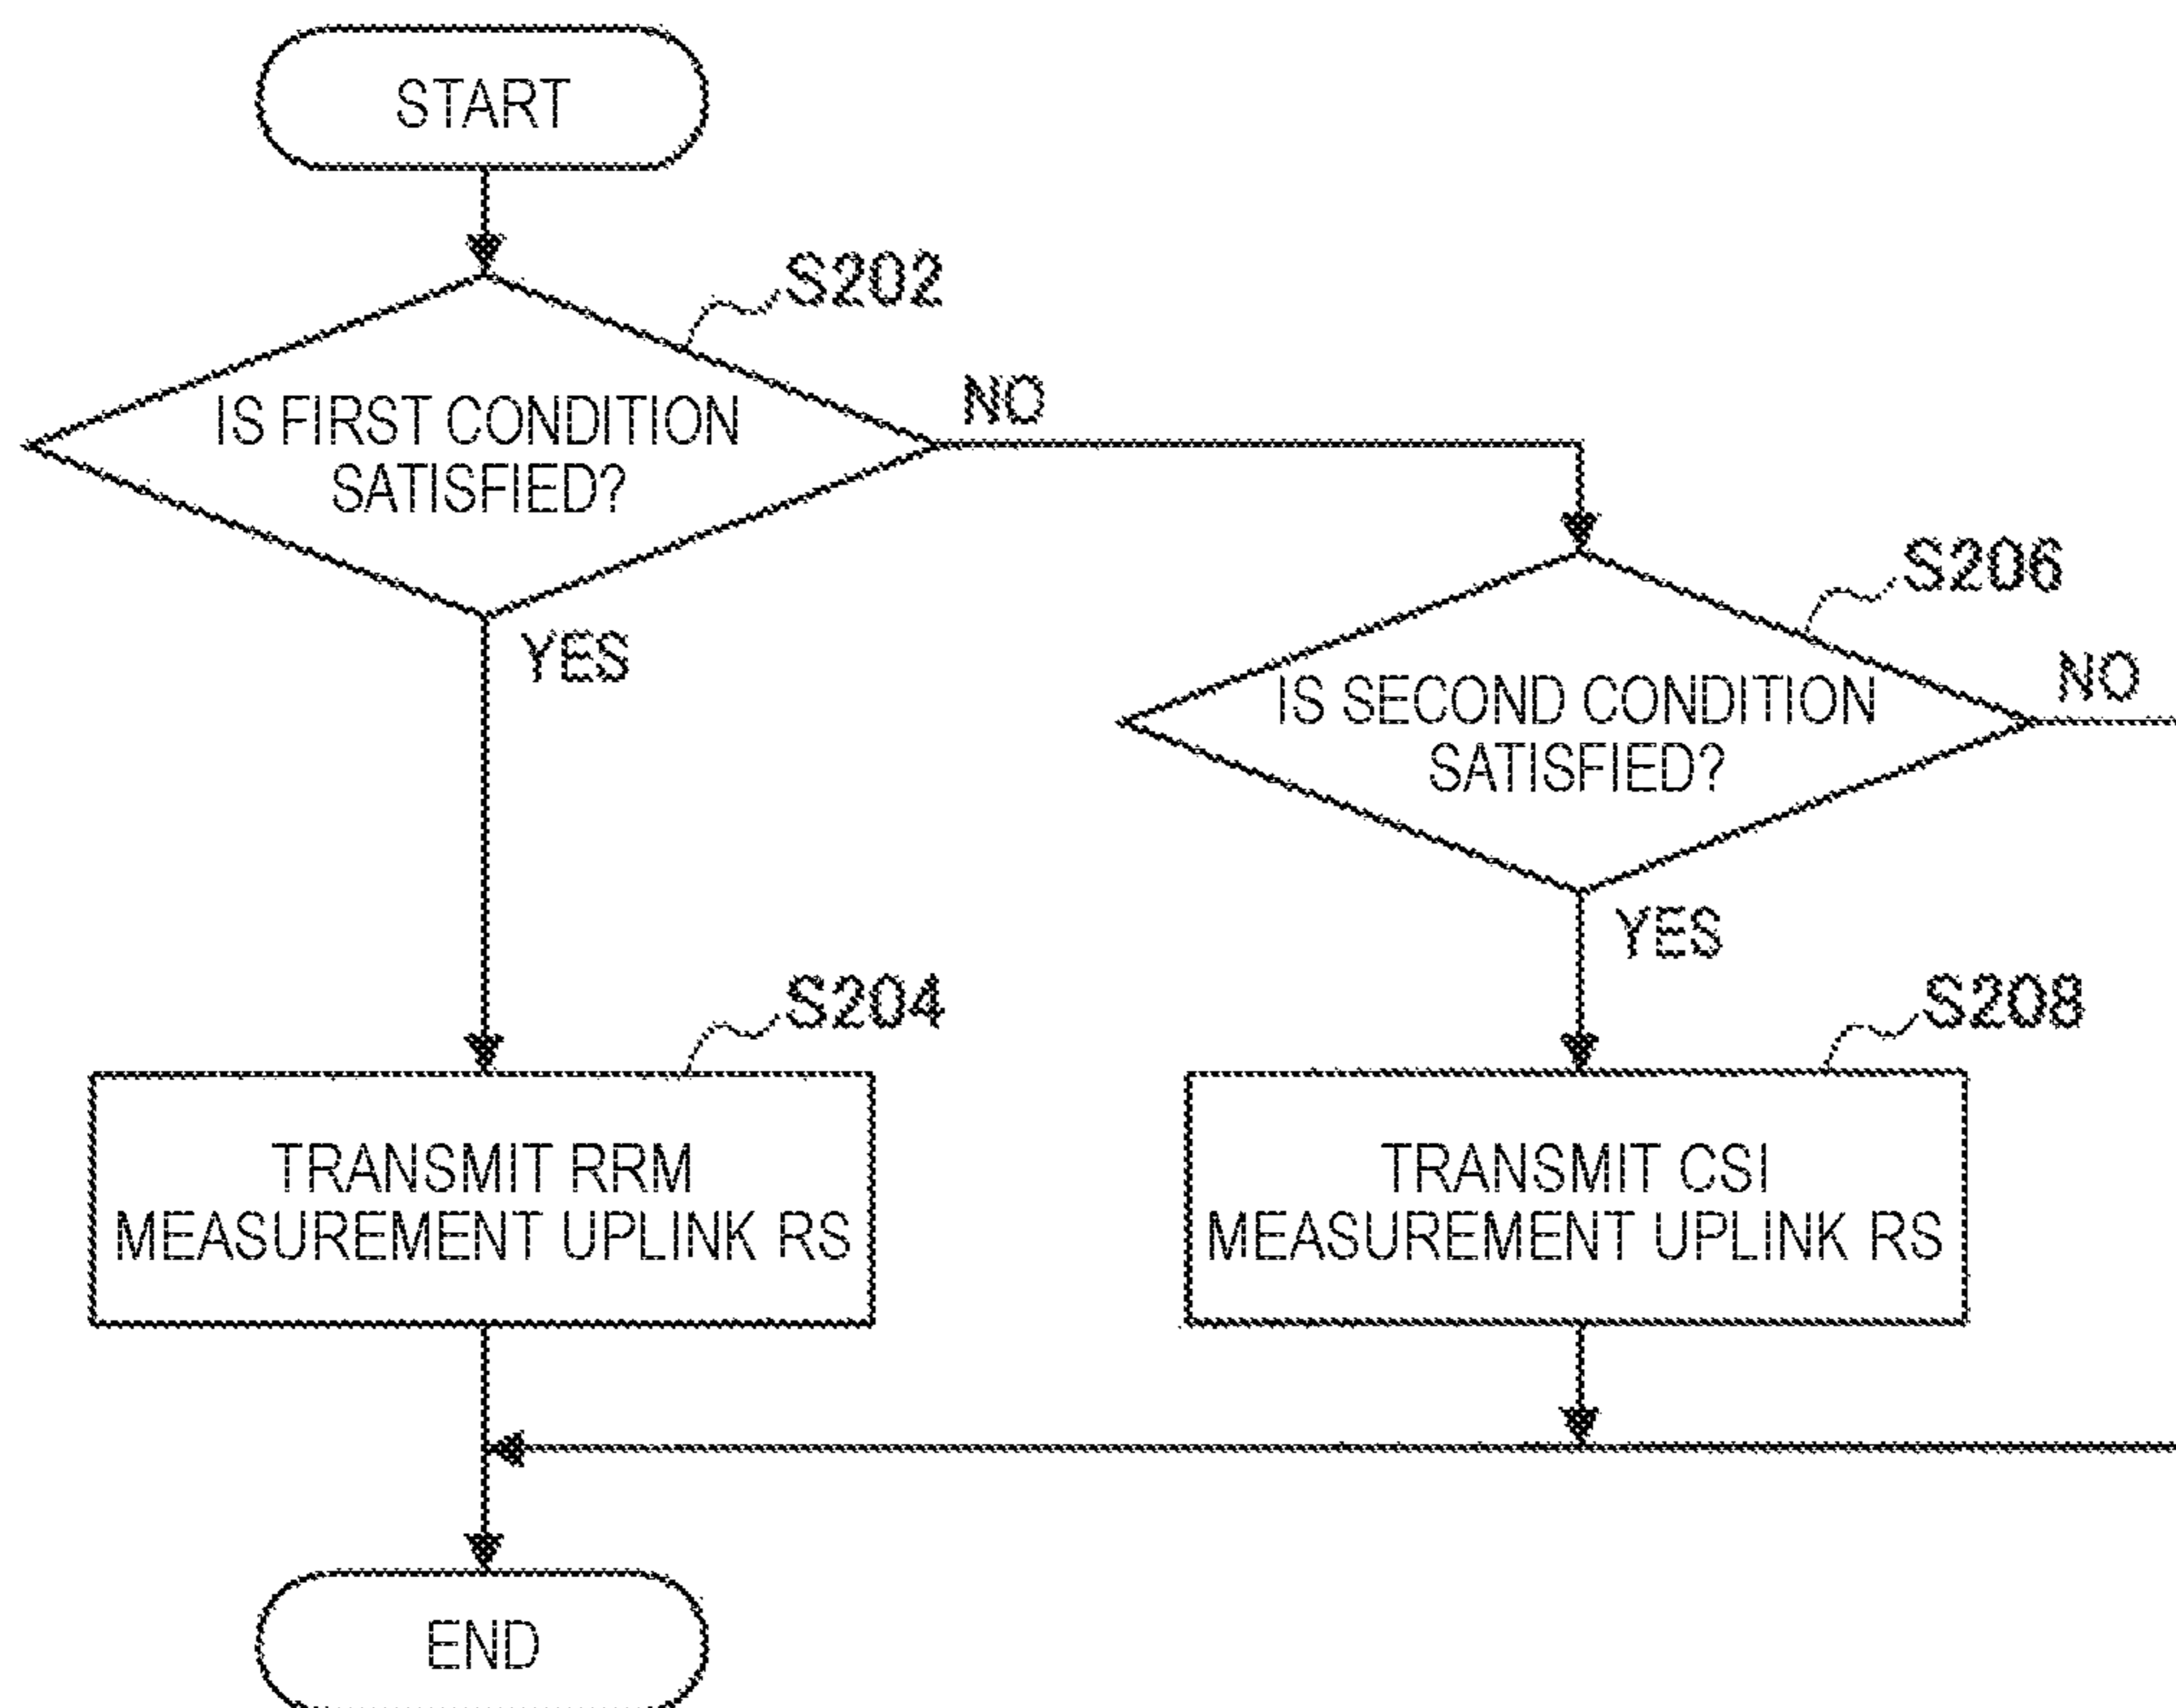 START
S202
IS FIRST CONDITION
SATISFIED?
NO
YES
S206
IS SECOND CONDITION
SATISFIED?
NO
YES
S204
TRANSMIT RRM
MEASUREMENT UPLINK RS
S208
TRANSMIT CSI
MEASUREMENT UPLINK RS
END